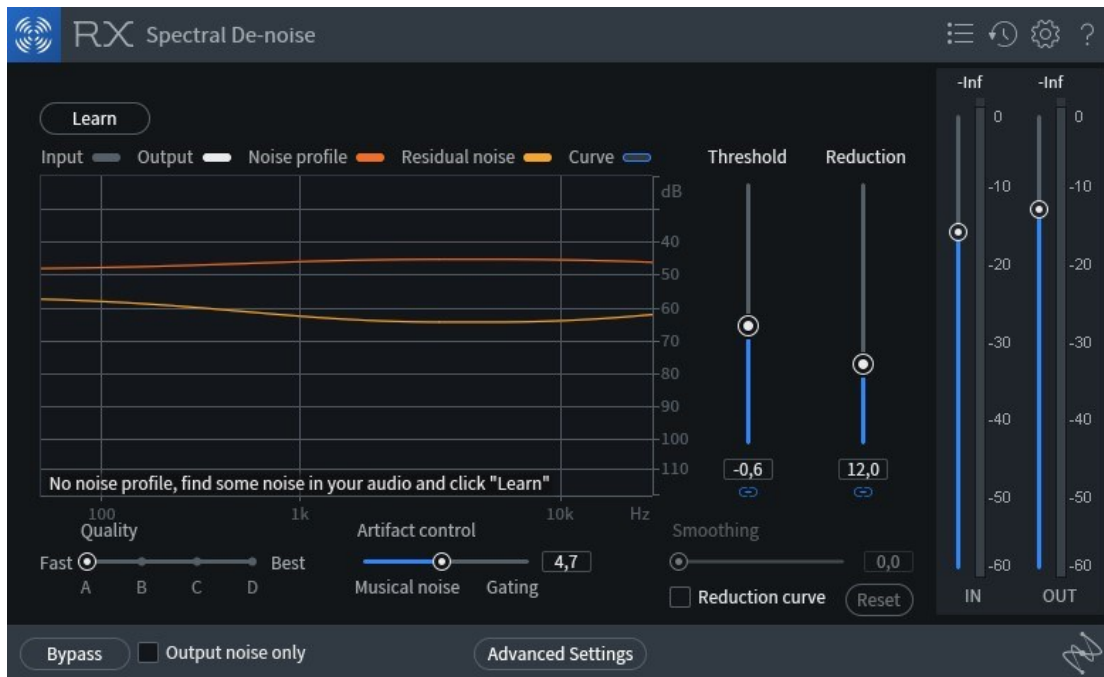 RX Spectral De-noise ?
-Inf -Inf
Learn
Input Output Noise profile Residual noise Curve Threshold Reduction
dB
40
50
60
70
80
90
100
110
-0,6 12,0
No noise profile, find some noise in your audio and click "Learn"
100 1k 10k Hz
Quality Artifact control Smoothing
Fast Best 4,7 0,0
A B C D Musical noise Gating
Reduction curve Reset
0 0
-10 -10
-20 -20
-30 -30
-40 -40
-50 -50
-60 -60
IN OUT
Bypass Output noise only Advanced Settings